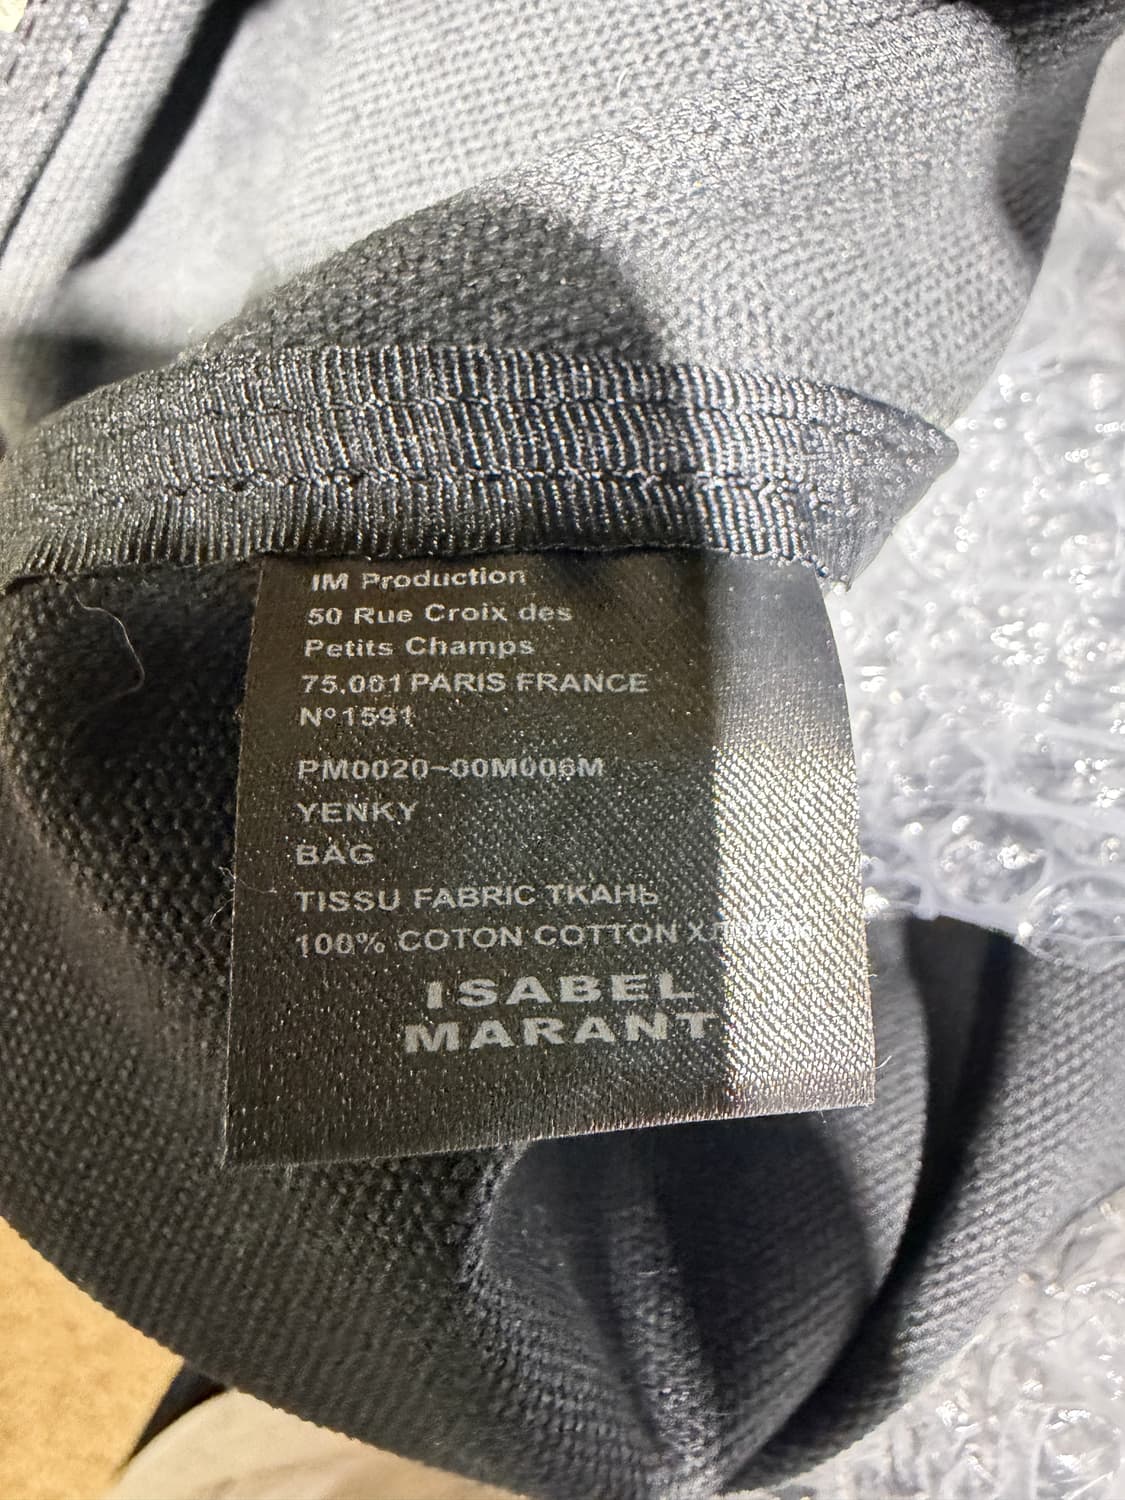 IM Production
50 Rue Croix des
Petits Champs
75.001 PARIS FRANCE
N°1591
PM0020-00M006M
YENKY
BAG
TISSU FABRIC ТКАНЬ
100% COTON COTTON
ISABEL
MARANT